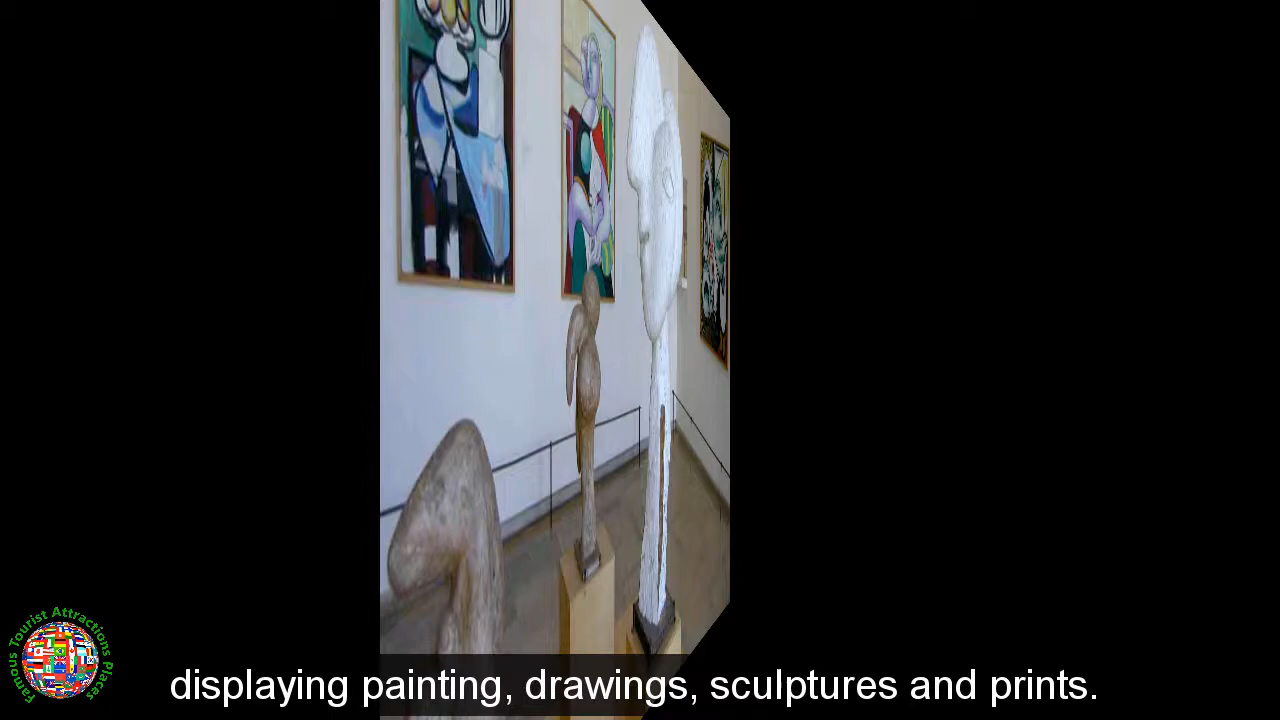 Famous Tourist Attractions Places
displaying painting, drawings, sculptures and prints.